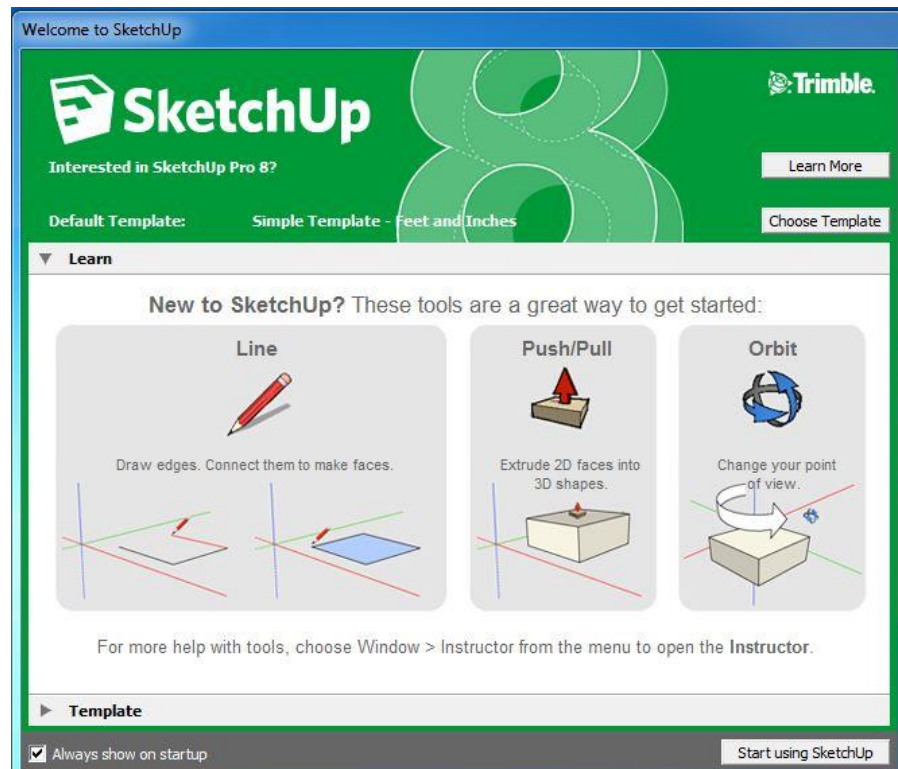 Welcome to SketchUp
SketchUp
Trimble.
Interested in SketchUp Pro 8?
Learn More
Default Template: Simple Template - Feet and Inches
Choose Template
Learn
New to SketchUp? These tools are a great way to get started:
Line
Draw edges. Connect them to make faces.
Push/Pull
Extrude 2D faces into
3D shapes.
Orbit
Change your point
of view.
For more help with tools, choose Window > Instructor from the menu to open the Instructor.
Template
Always show on startup
Start using SketchUp